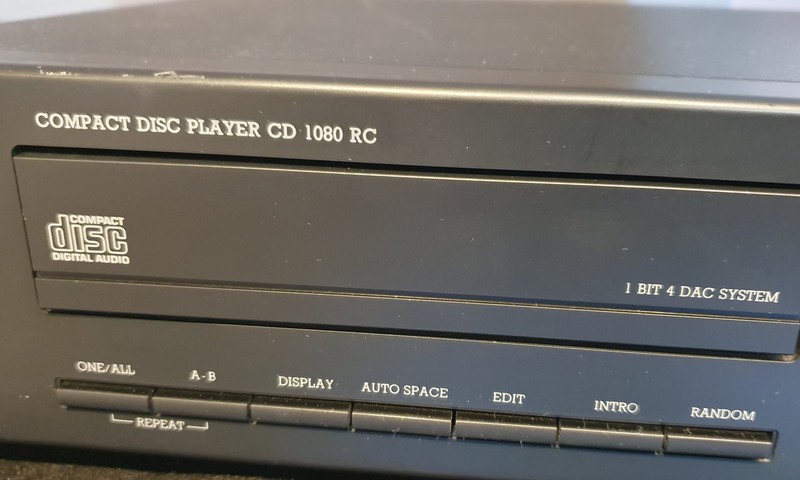 COMPACT DISC PLAYER CD 1080 RC
COMPACT
disc
DIGITAL AUDIO
1 BIT 4 DAC SYSTEM
ONE/ALL A-B DISPLAY AUTO SPACE EDIT INTRO RANDOM
REPEAT